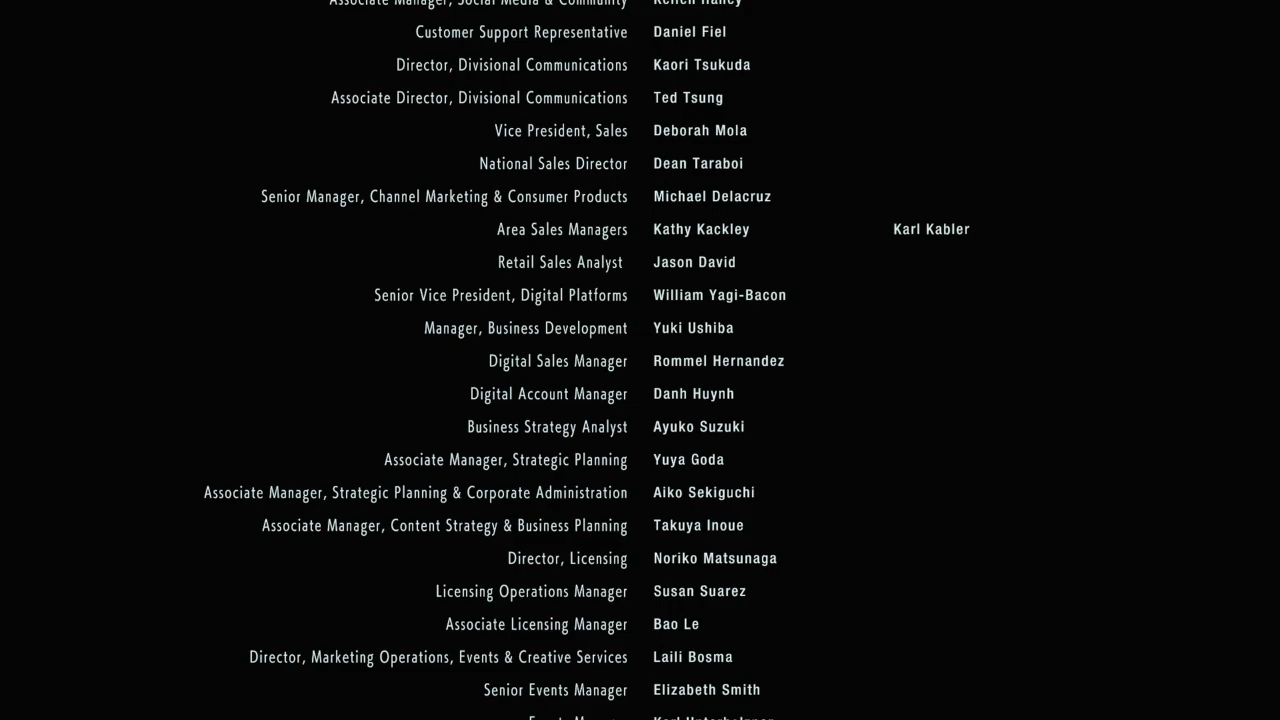 Associate Manager, Social Media & Community
Customer Support Representative Daniel Fiel
Director, Divisional Communications Kaori Tsukuda
Associate Director, Divisional Communications Ted Tsung
Vice President, Sales Deborah Mola
National Sales Director Dean Taraboi
Senior Manager, Channel Marketing & Consumer Products Michael Delacruz
Area Sales Managers Kathy Kackley Karl Kabler
Retail Sales Analyst Jason David
Senior Vice President, Digital Platforms William Yagi-Bacon
Manager, Business Development Yuki Ushiba
Digital Sales Manager Rommel Hernandez
Digital Account Manager Danh Huynh
Business Strategy Analyst Ayuko Suzuki
Associate Manager, Strategic Planning Yuya Goda
Associate Manager, Strategic Planning & Corporate Administration Aiko Sekiguchi
Associate Manager, Content Strategy & Business Planning Takuya Inoue
Director, Licensing Noriko Matsunaga
Licensing Operations Manager Susan Suarez
Associate Licensing Manager Bao Le
Director, Marketing Operations, Events & Creative Services Laili Bosma
Senior Events Manager Elizabeth Smith